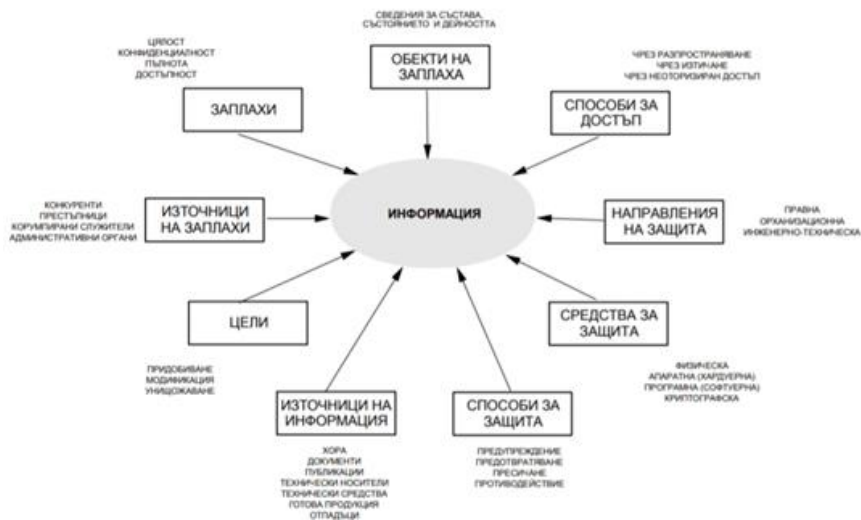 СВЕДЕНИЯ ЗА СЪСТАВА,
СЪСТОЯНИЕТО И ДЕЙНОСТТА
ОБЕКТИ НА
ЗАПЛАХА
ЦЯЛОСТ
КОНФИДЕНЦИАЛНОСТ
ПЪЛНОТА
ДОСТЪПНОСТ
ЗАПЛАХИ
ЧРЕЗ РАЗПРОСТРАНЯВАНЕ
ЧРЕЗ ИЗТИЧАНЕ
ЧРЕЗ НЕОТОРИЗИРАН ДОСТЪП
СПОСОБИ ЗА
ДОСТЪП
КОНКУРЕНТИ
ПРЕСТЪПНИЦИ
КОРУМПИРАНИ СЛУЖИТЕЛИ
АДМИНИСТРАТИВНИ ОРГАНИ
ИЗТОЧНИЦИ
НА ЗАПЛАХИ
ИНФОРМАЦИЯ
НАПРАВЛЕНИЯ
НА ЗАЩИТА
ПРАВНА
ОРХАНИЗАЦИОННА
ИНЖЕНЕРНО-ТЕХНИЧЕСКА
ЦЕЛИ
ПРИДОБИВАНЕ
МОДИФИКАЦИЯ
УНИЩОЖАВАНЕ
СРЕДСТВА ЗА
ЗАЩИТА
ФИЗИЧЕСКА
АПАРАТНА (ХАРДУЕРНА)
ПРОГРАМНА (СОФТУЕРНА)
КРИПТОГРАФСКА
ИЗТОЧНИЦИ НА
ИНФОРМАЦИЯ
ХОРА
ДОКУМЕНТИ
ПУБЛИКАЦИИ
ТЕХНИЧЕСКИ НОСИТЕЛИ
ТЕХНИЧЕСКИ СРЕДСТВА
ГОТОВА ПРОДУКЦИЯ
ОТПАДЪЦИ
СПОСОБИ ЗА
ЗАЩИТА
ПРЕДУПРЕЖДЕНИЕ
ПРЕДОТВРАТЯВАНЕ
ПРЕСИЧАНЕ
ПРОТИВОДЕЙСТВИЕ